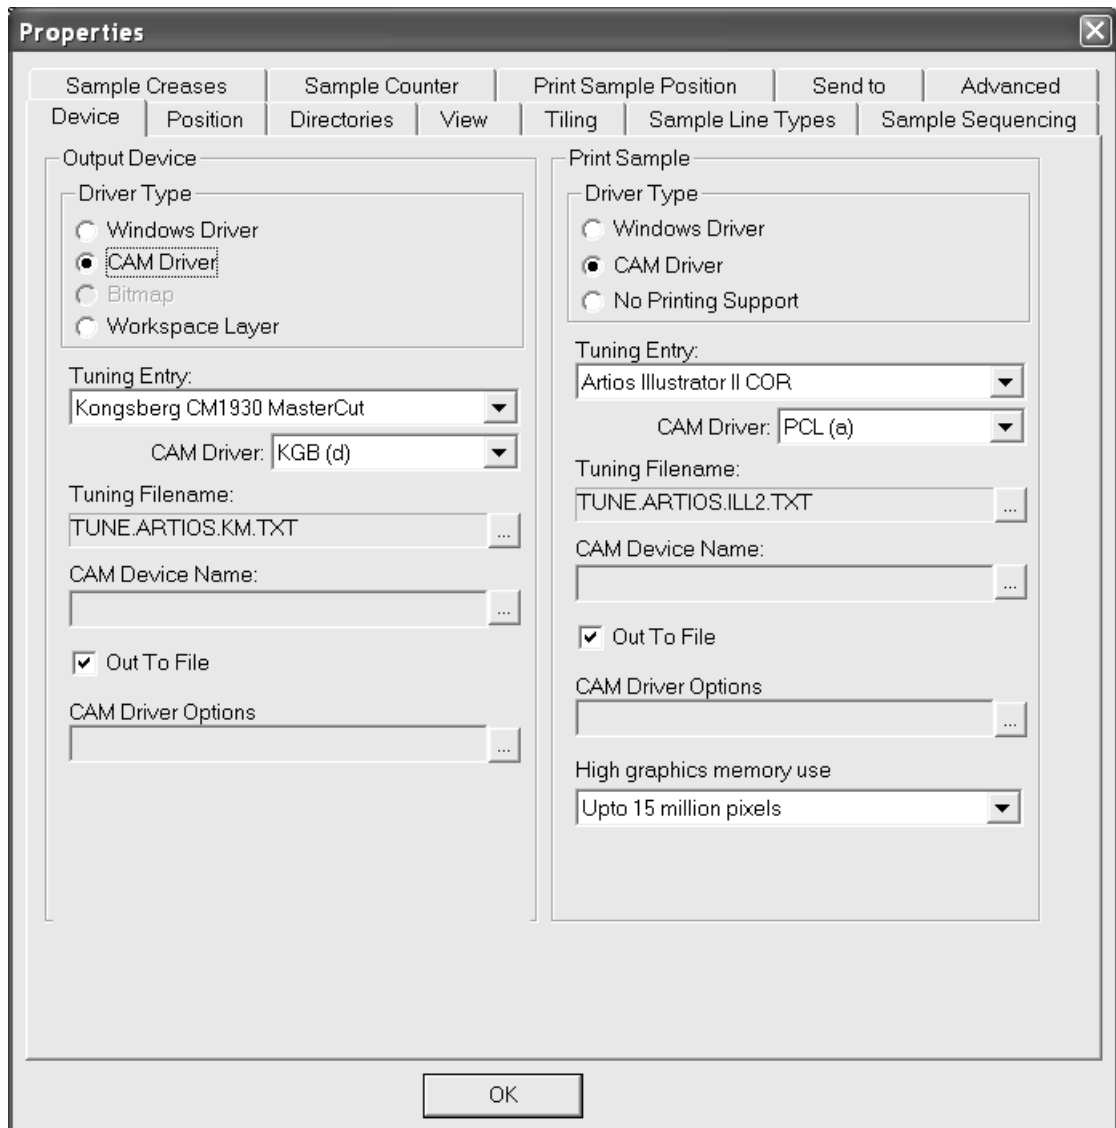 Properties
Sample Creases
Sample Counter
Print Sample Position
Send to
Advanced
Device
Position
Directories
View
Tiling
Sample Line Types
Sample Sequencing
Output Device
Driver Type
Windows Driver
CAM Driver
Bitmap
Workspace Layer
Tuning Entry:
Kongsberg CM1930 MasterCut
CAM Driver: KGB (d)
Tuning Filename:
TUNE.ARTIOS.KM.TXT
...
CAM Device Name:
...
Out To File
CAM Driver Options
...
Print Sample
Driver Type
Windows Driver
CAM Driver
No Printing Support
Tuning Entry:
Artios Illustrator II COR
CAM Driver: PCL (a)
Tuning Filename:
TUNE.ARTIOS.ILL2.TXT
...
CAM Device Name:
...
Out To File
CAM Driver Options
...
High graphics memory use
Upto 15 million pixels
OK